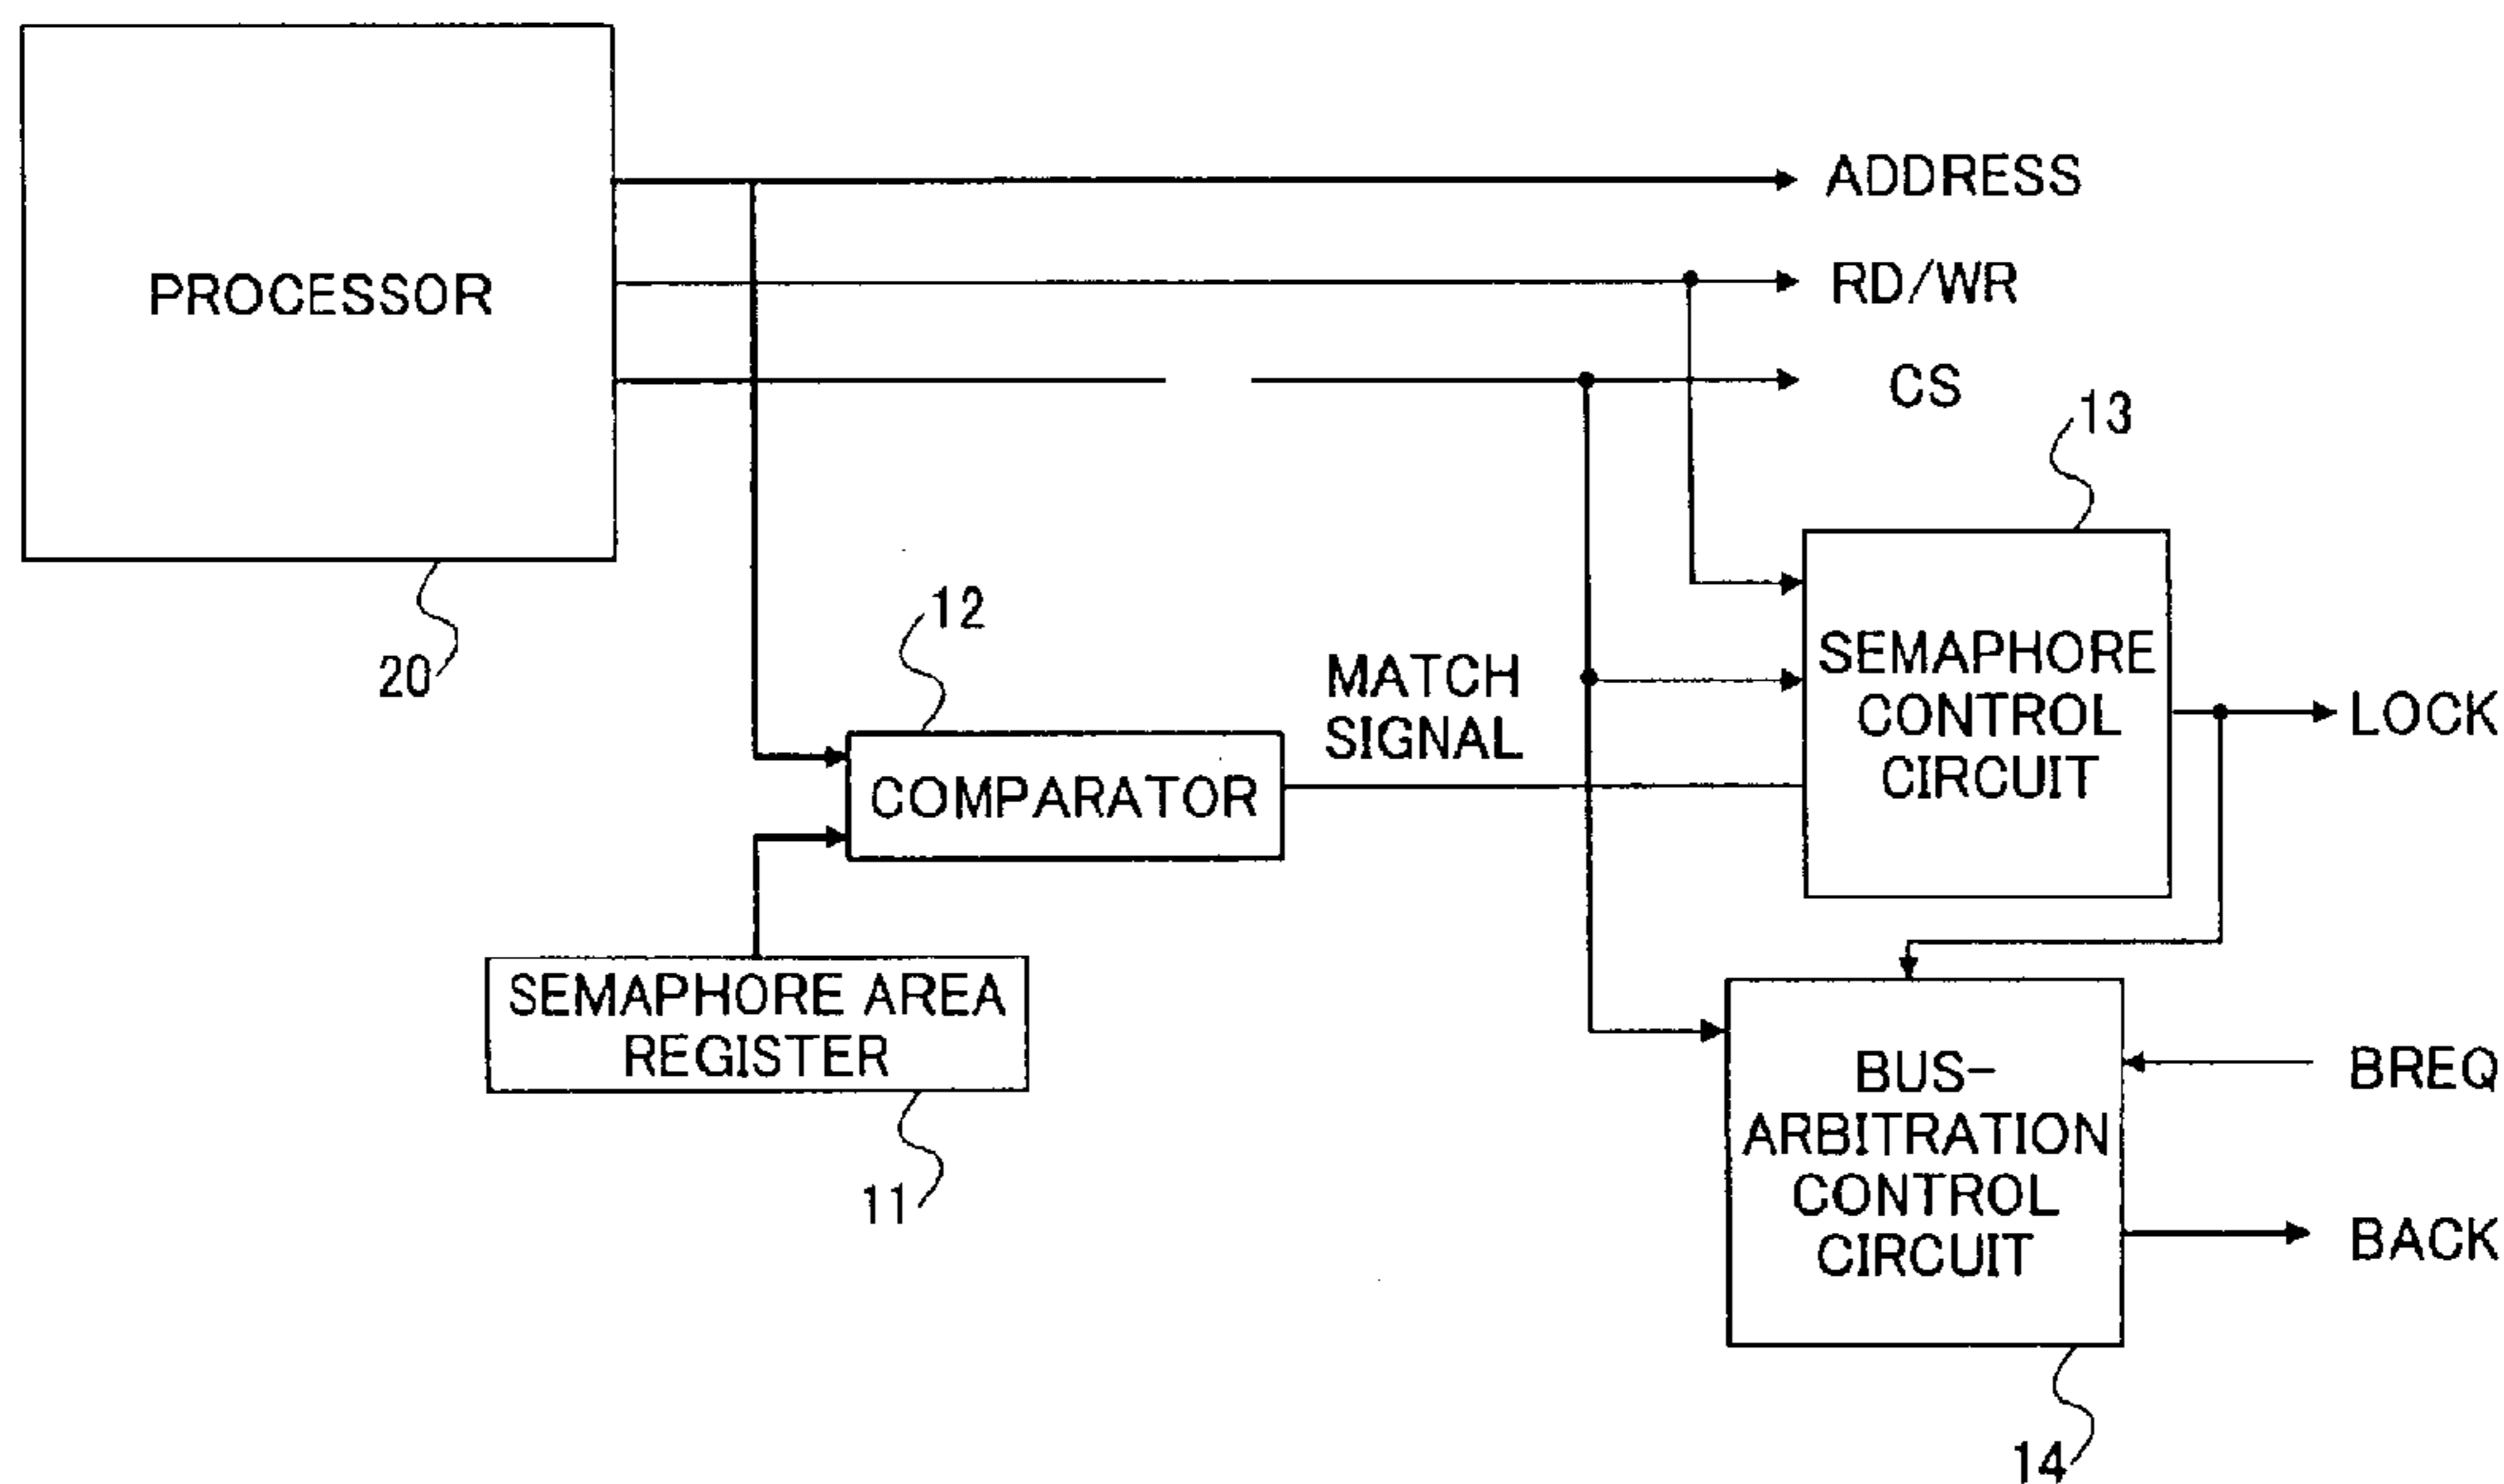 ADDRESS
PROCESSOR
RD/WR
CS
13
12
20
MATCH
SIGNAL
SEMAPHORE
CONTROL
CIRCUIT
LOCK
COMPARATOR
SEMAPHORE AREA
REGISTER
11
BUS-
ARBITRATION
CONTROL
CIRCUIT
BREQ
BACK
14